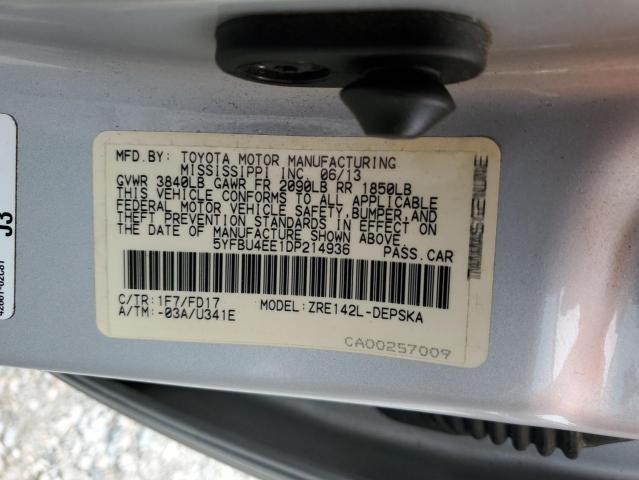 MFD.BY: TOYOTA MOTOR MANUFACTURING
MISSISSIPPI INC. 06/13
GVWR 3840LB GAWR FR 2090LB RR 1850LB
THIS VEHICLE CONFORMS TO ALL APPLICABLE
FEDERAL MOTOR VEHICLE SAFETY, BUMPER, AND
THEFT PREVENTION STANDARDS IN EFFECT ON
THE DATE OF MANUFACTURE SHOWN ABOVE.
5YFBU4EE1DP214936 PASS.CAR
C/TR:1F7/FD17 MODEL:ZRE142L-DEPSKA
A/TM:-03A/U341E
CA00257009
J3